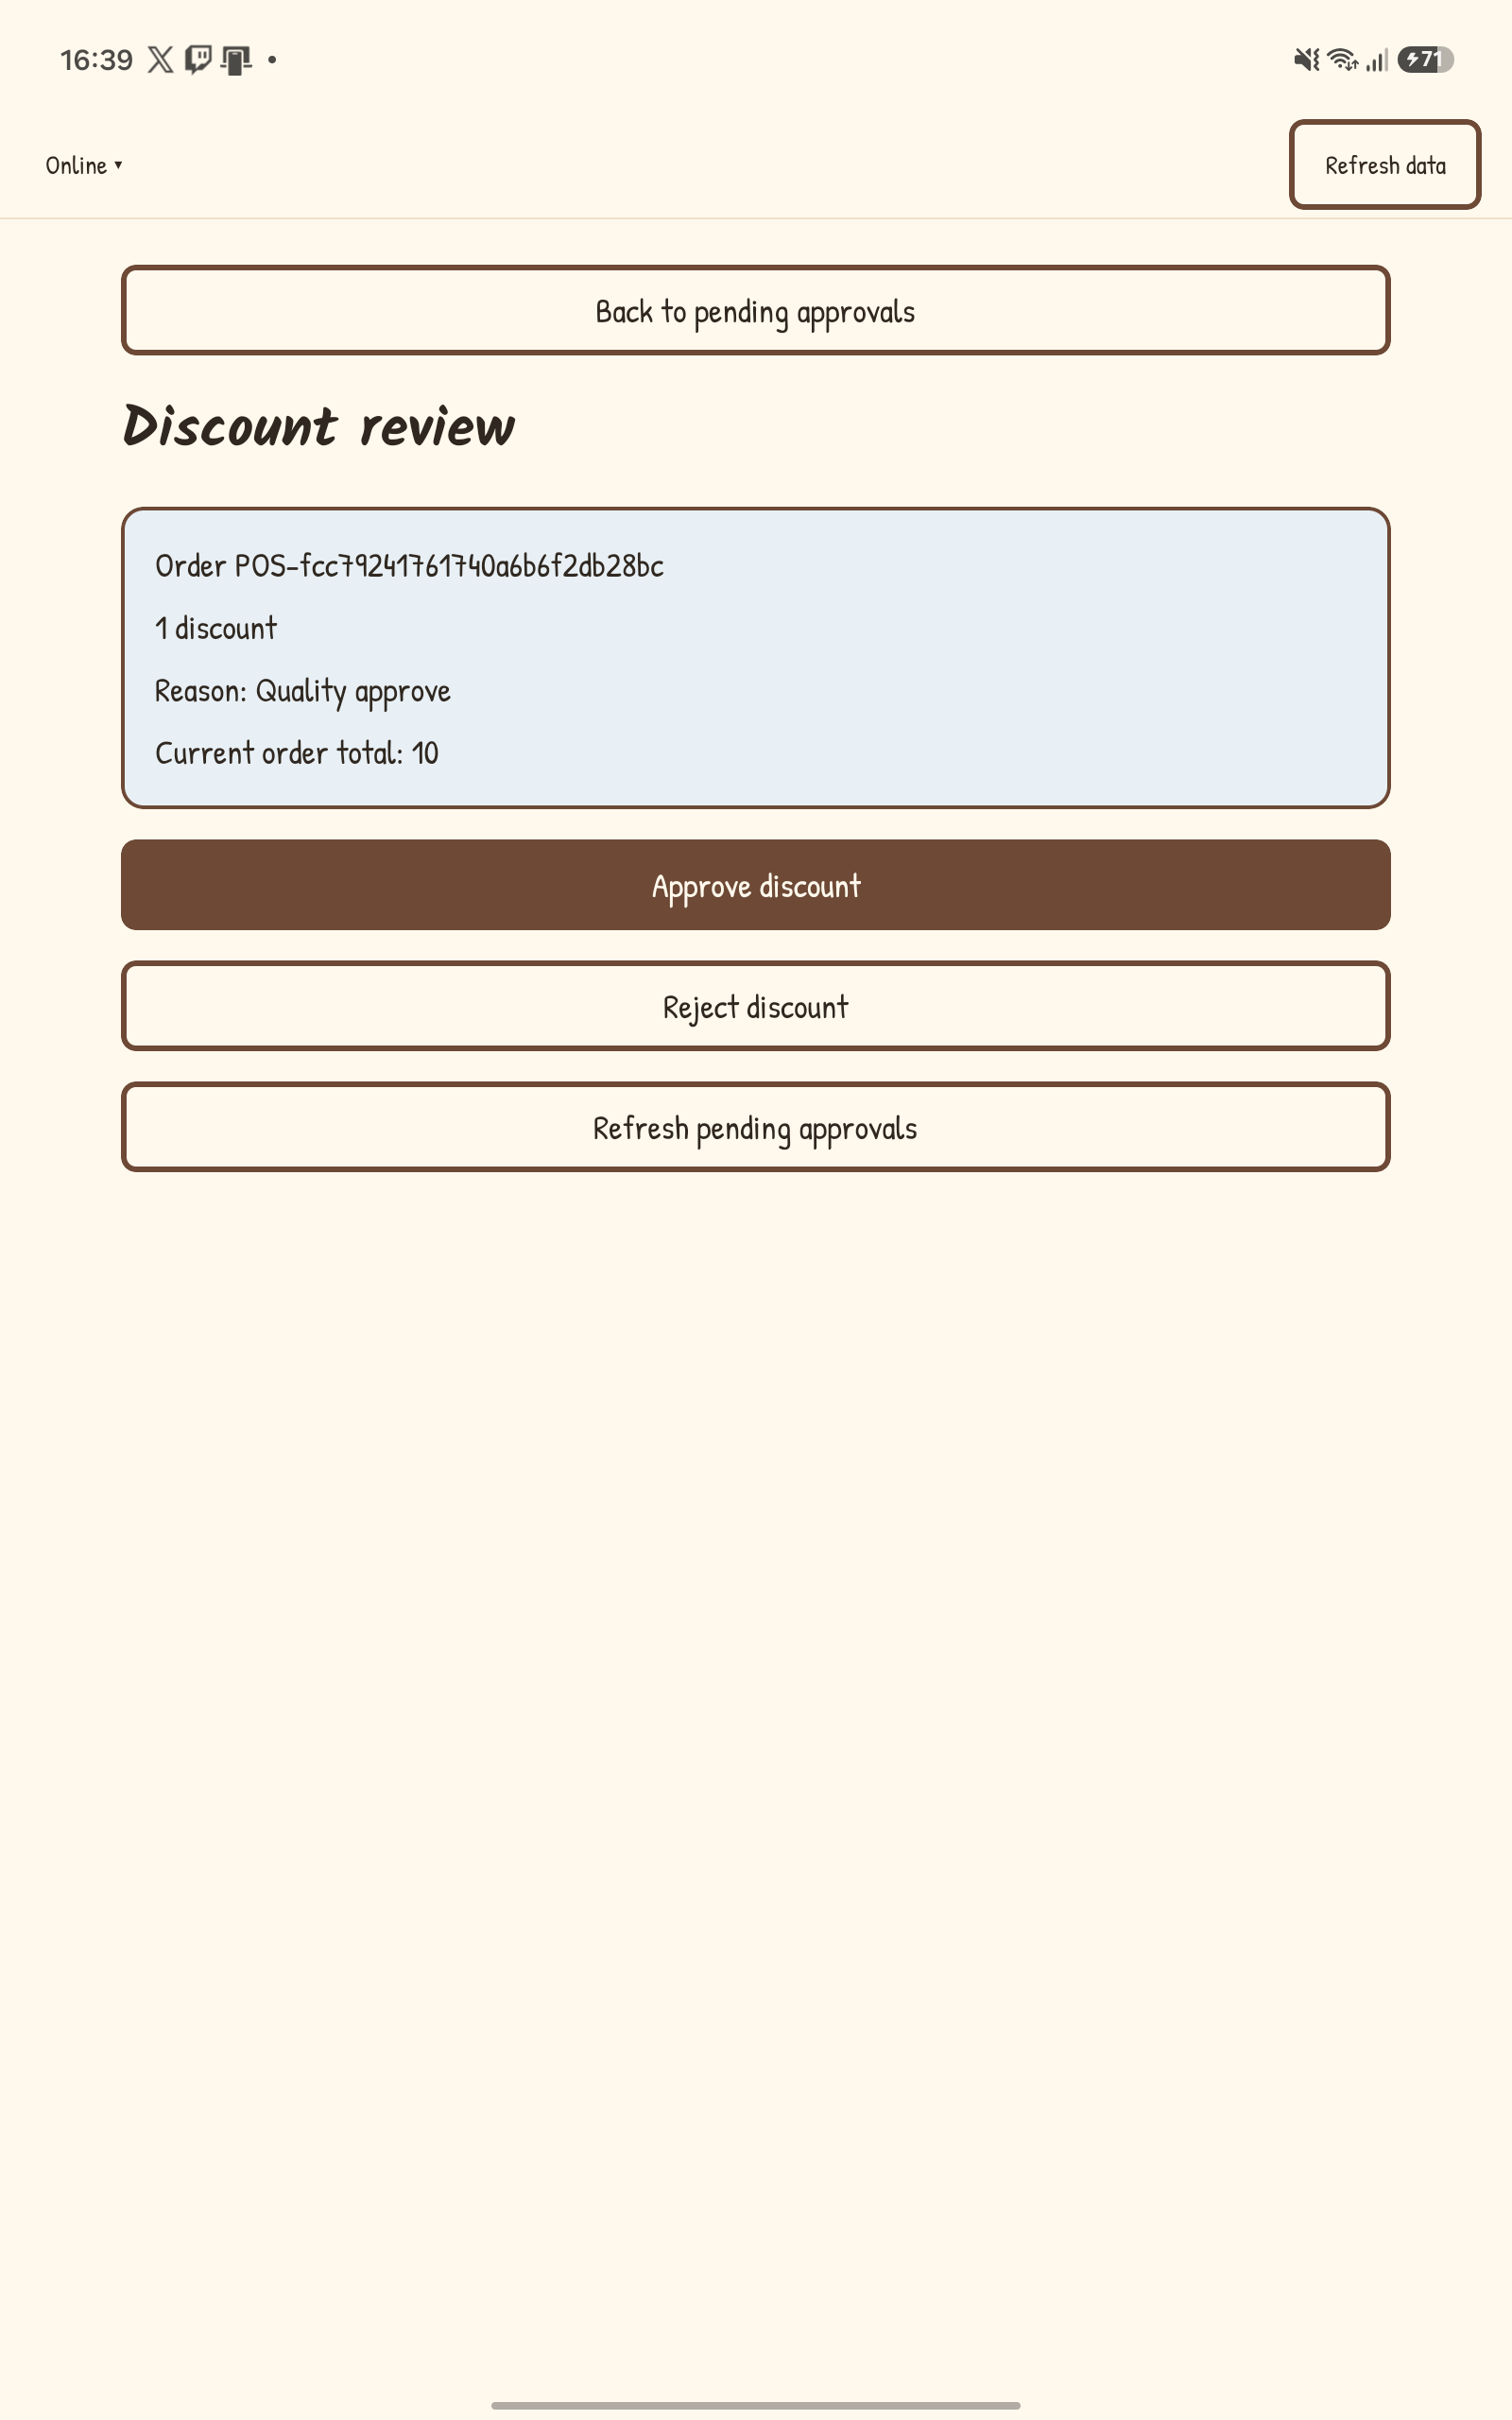 16:39
71
Online ▾
Refresh data
Back to pending approvals
Discount review
Order POS-fcc79241761740a6b6f2db28bc
1 discount
Reason: Quality approve
Current order total: 10
Approve discount
Reject discount
Refresh pending approvals